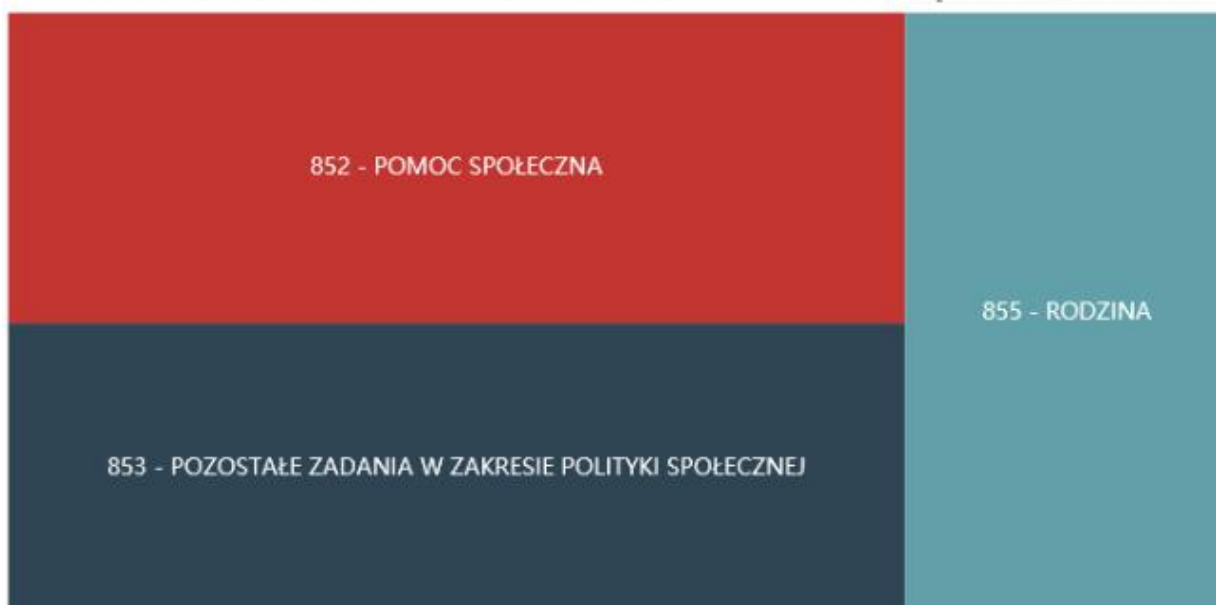 852 - POMOC SPOŁECZNA
855 - RODZINA
853 - POZOSTAŁE ZADANIA W ZAKRESIE POLITYKI SPOŁECZNEJ